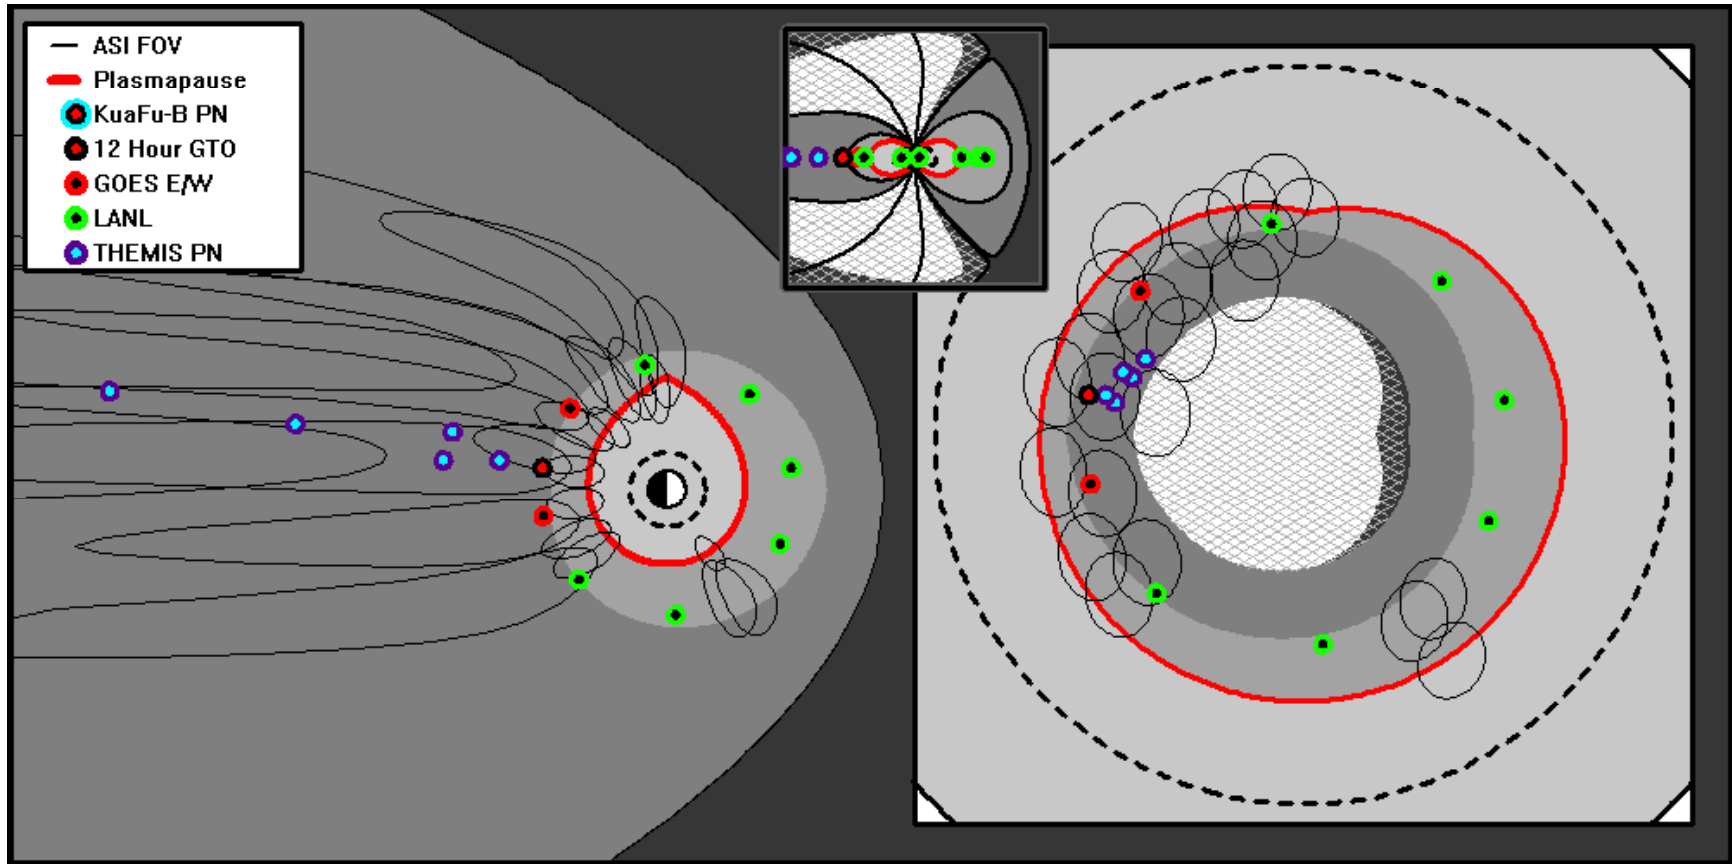 ASI FOV
Plasmapause
KuaFu-B PN
12 Hour GTO
GOES E/W
LANL
THEMIS PN